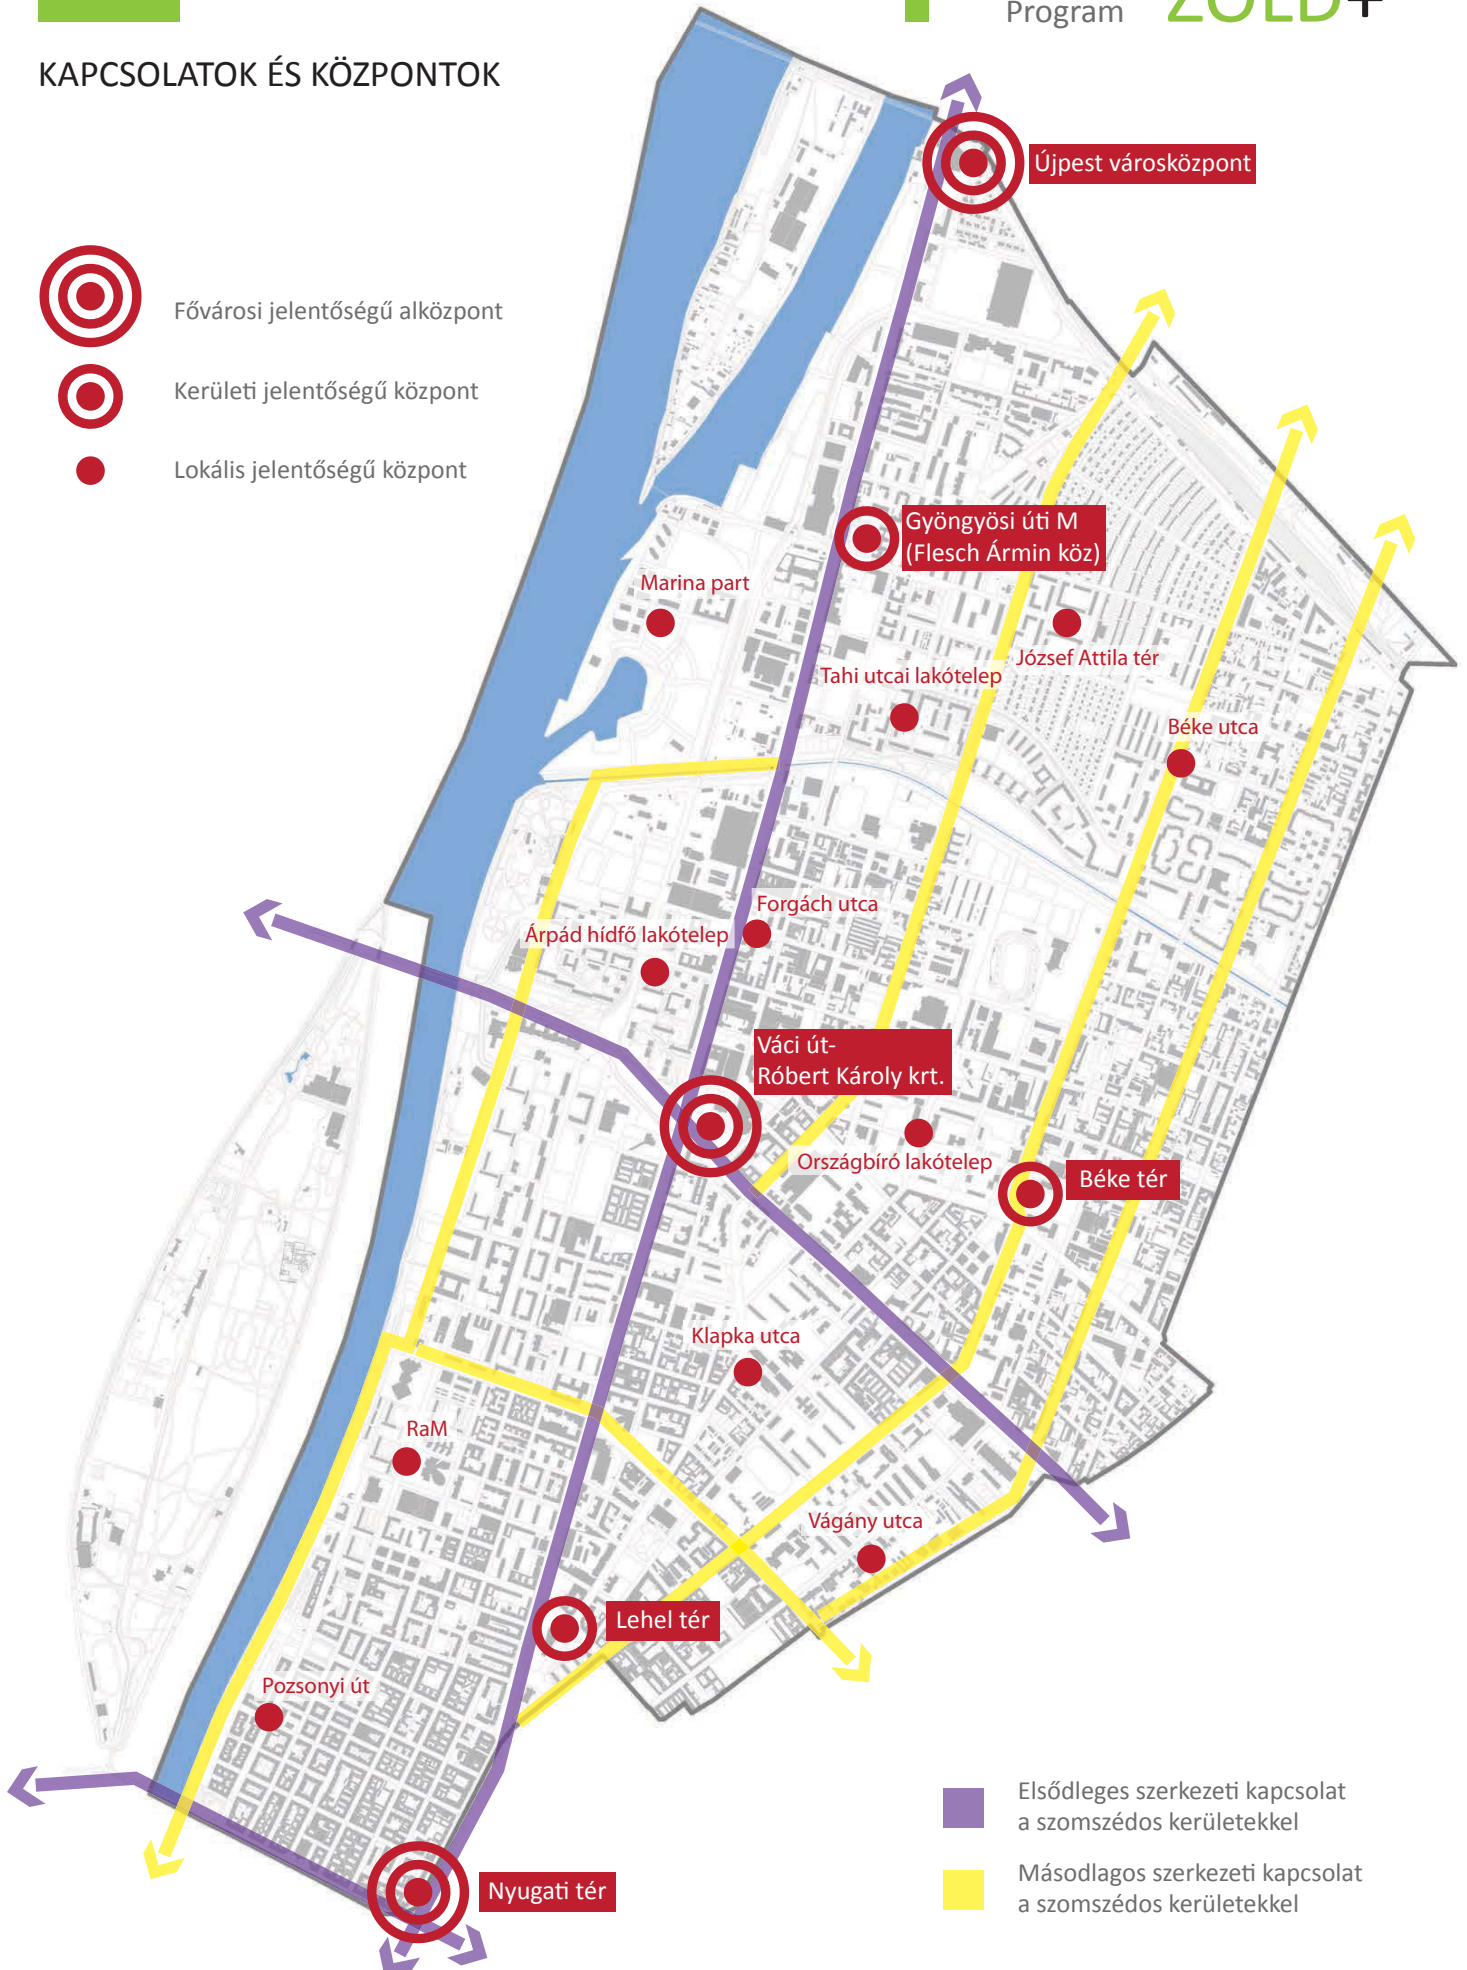 Program ZÖLD+
KAPCSOLATOK ÉS KÖZPONTOK
Újpest városközpont
Fővárosi jelentőségű alközpont
Kerületi jelentőségű központ
Lokális jelentőségű központ
Gyöngyösi úti M
(Flesch Ármin köz)
Marina part
József Attila tér
Tahi utcai lakótelep
Béke utca
Forgách utca
Árpád hídfő lakótelep
Váci út-
Róbert Károly krt.
Országbíró lakótelep
Béke tér
Klapka utca
RaM
Vágány utca
Lehel tér
Pozsonyi út
Nyugati tér
Elsődleges szerkezeti kapcsolat
a szomszédos kerületekkel
Másodlagos szerkezeti kapcsolat
a szomszédos kerületekkel